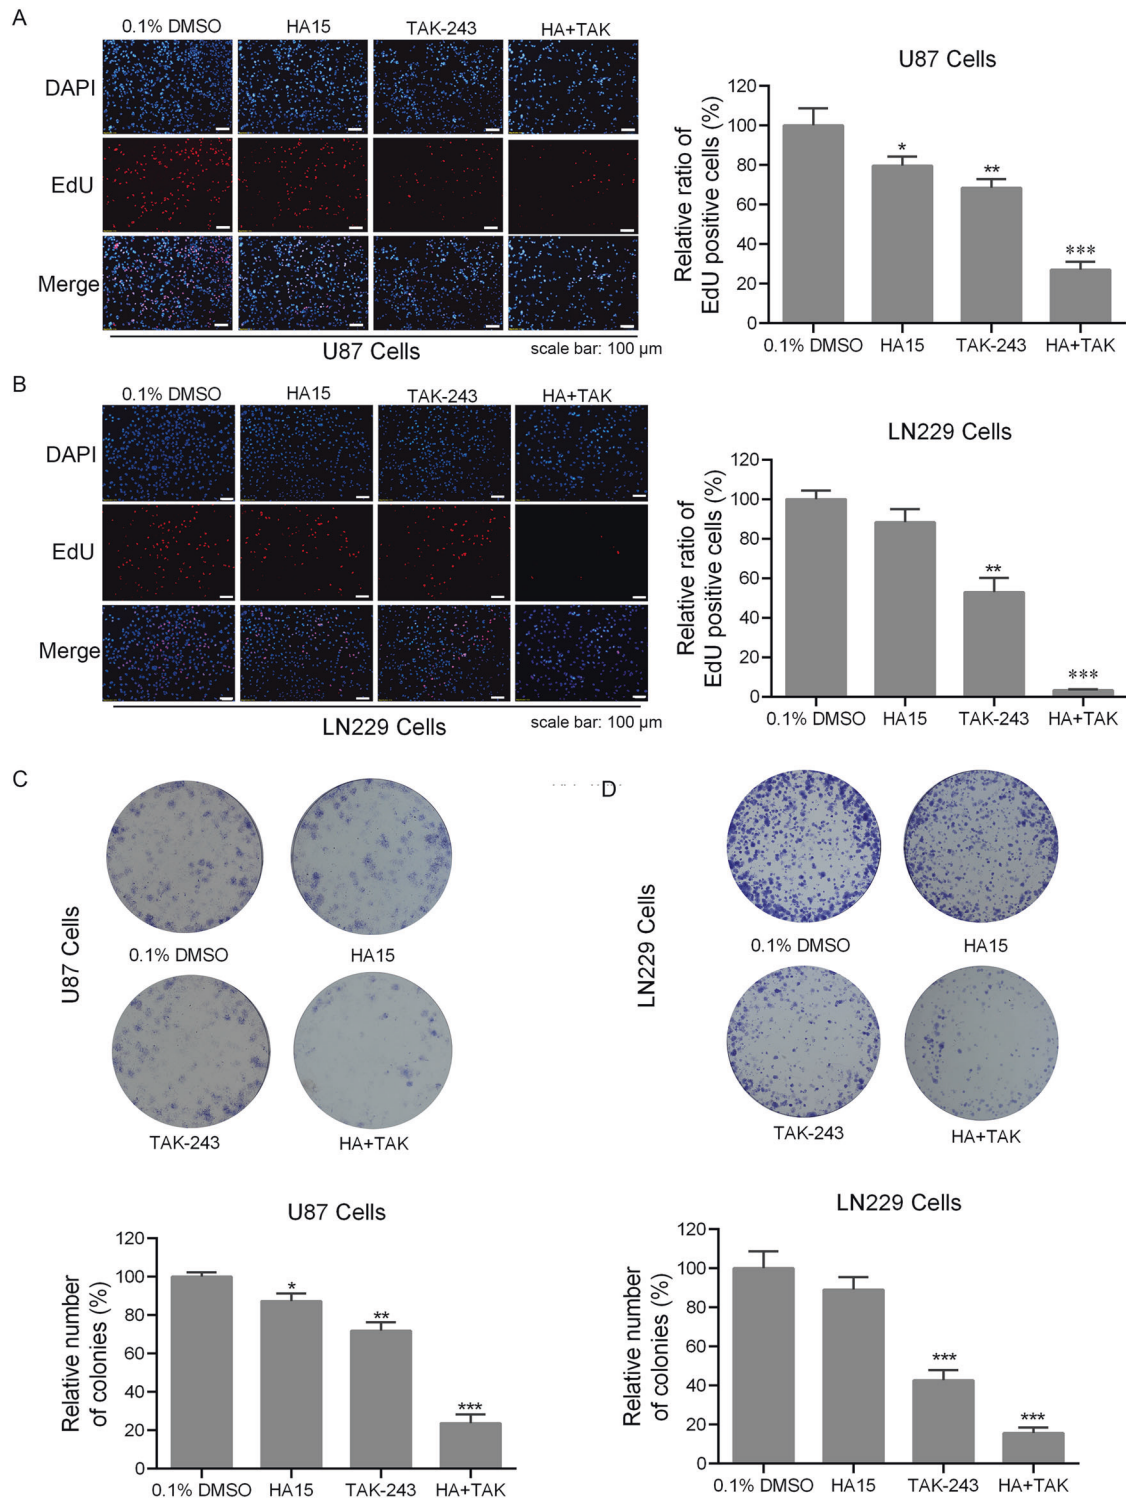 A
0.1% DMSO HA15 TAK-243 HA+TAK
DAPI
EdU
Merge
U87 Cells
scale bar: 100 μm
U87 Cells
Relative ratio of
EdU positive cells (%)
120
100
80
60
40
20
0
*
**
***
0.1% DMSO HA15 TAK-243 HA+TAK
B
0.1% DMSO HA15 TAK-243 HA+TAK
DAPI
EdU
Merge
LN229 Cells
scale bar: 100 μm
LN229 Cells
Relative ratio of
EdU positive cells (%)
120
100
80
60
40
20
0
**
***
0.1% DMSO HA15 TAK-243 HA+TAK
C
U87 Cells
0.1% DMSO HA15
TAK-243 HA+TAK
U87 Cells
Relative number
of colonies (%)
120
100
80
60
40
20
0
*
**
***
0.1% DMSO HA15 TAK-243 HA+TAK
D
LN229 Cells
0.1% DMSO HA15
TAK-243 HA+TAK
LN229 Cells
Relative number
of colonies (%)
120
100
80
60
40
20
0
***
***
0.1% DMSO HA15 TAK-243 HA+TAK